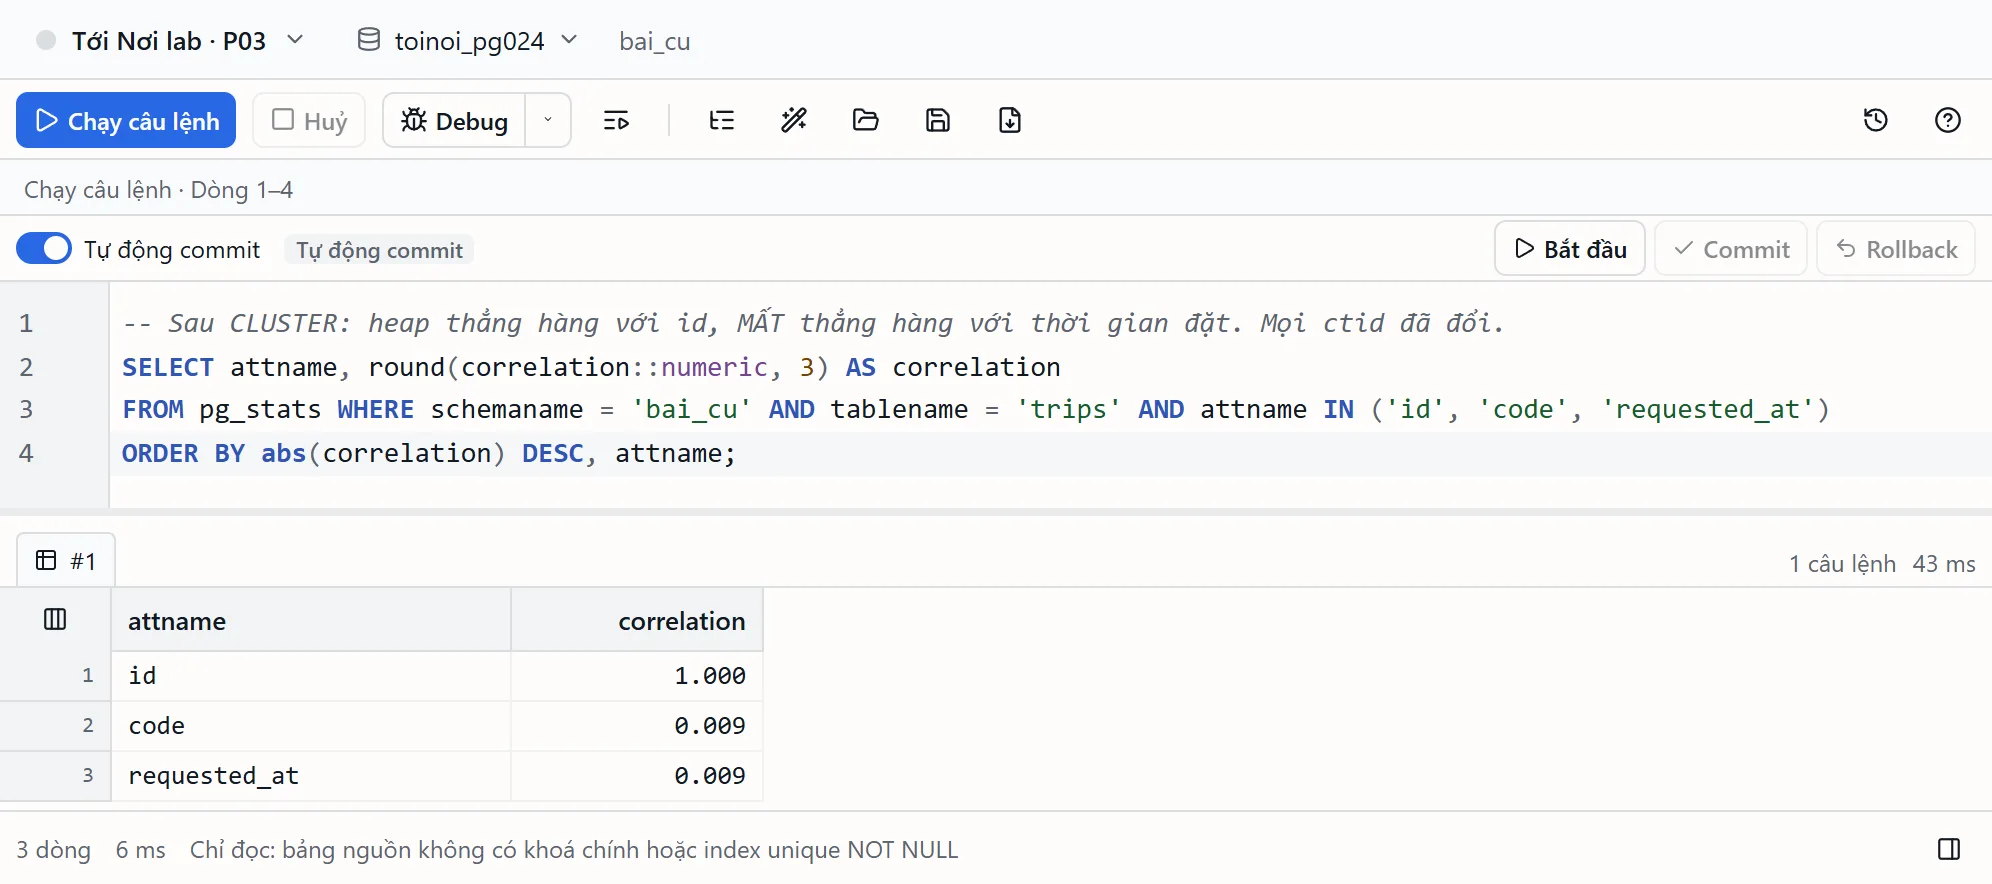 Tới Nơi lab · P03 toinoi_pg024 bai_cu
Chạy câu lệnh Huỷ Debug
Chạy câu lệnh · Dòng 1–4
Tự động commit Tự động commit Bắt đầu Commit Rollback
1 -- Sau CLUSTER: heap thẳng hàng với id, MẤT thẳng hàng với thời gian đặt. Mọi ctid đã đổi.
2 SELECT attname, round(correlation::numeric, 3) AS correlation
3 FROM pg_stats WHERE schemaname = 'bai_cu' AND tablename = 'trips' AND attname IN ('id', 'code', 'requested_at')
4 ORDER BY abs(correlation) DESC, attname;
#1 1 câu lệnh 43 ms
attname correlation
1 id 1.000
2 code 0.009
3 requested_at 0.009
3 dòng 6 ms Chỉ đọc: bảng nguồn không có khoá chính hoặc index unique NOT NULL